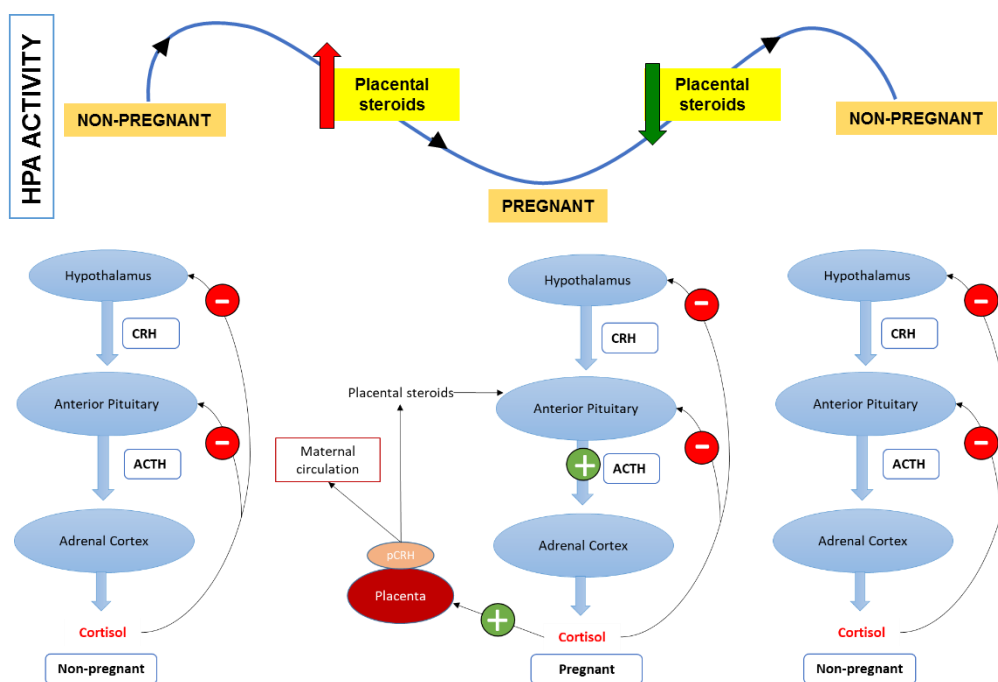 HPA ACTIVITY
NON-PREGNANT
Placental
steroids
PREGNANT
Placental
steroids
NON-PREGNANT
Hypothalamus
CRH
Anterior Pituitary
ACTH
Adrenal Cortex
Cortisol
Non-pregnant
Placental steroids
Maternal
circulation
pCRH
Placenta
Hypothalamus
CRH
Anterior Pituitary
ACTH
Adrenal Cortex
Cortisol
Pregnant
Hypothalamus
CRH
Anterior Pituitary
ACTH
Adrenal Cortex
Cortisol
Non-pregnant